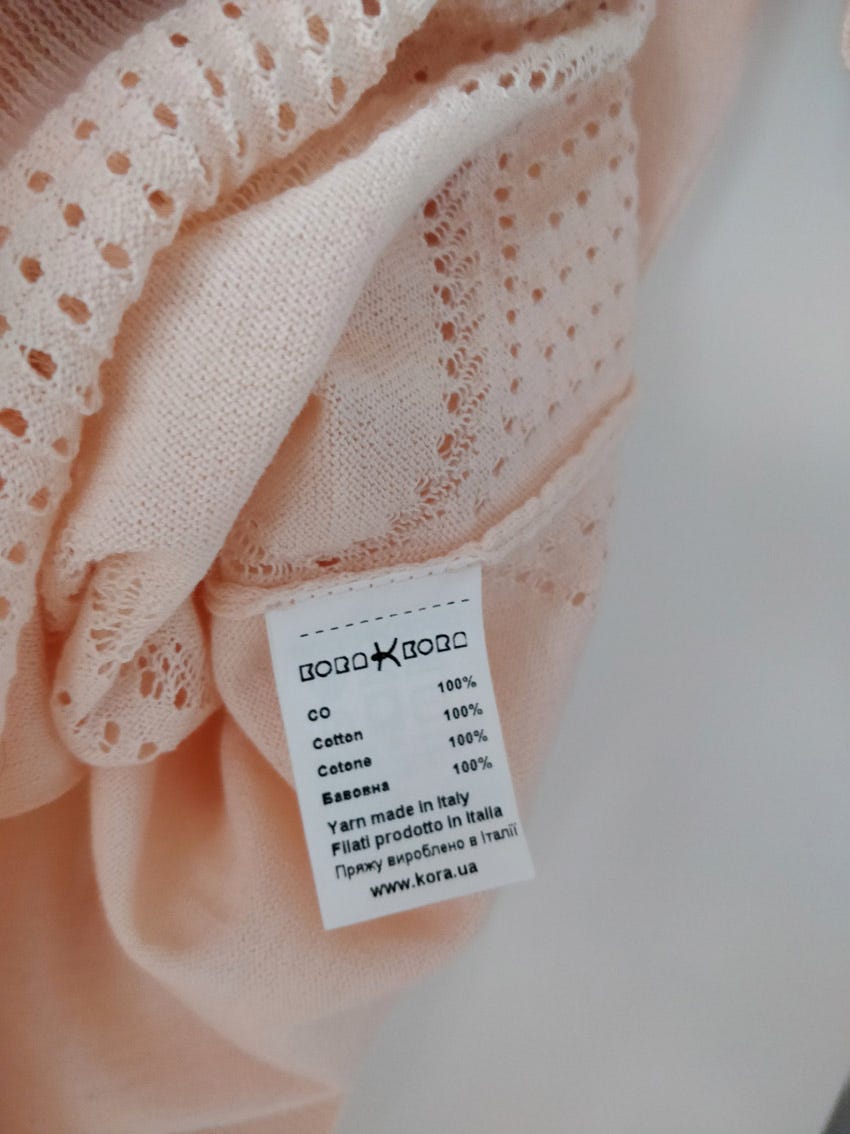 KORA K KORA
CO 100%
Cotton 100%
Cotone 100%
Бавовна 100%
Yarn made in Italy
Filati prodotto in Italia
Пряжу вироблено в Італії
www.kora.ua